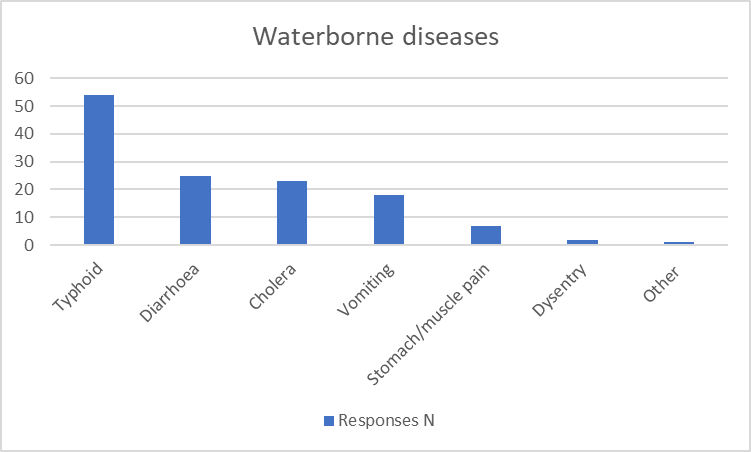 Waterborne diseases
60
50
40
30
20
10
0
Typhoid
Diarrhoea
Cholera
Vomiting
Stomach/muscle pain
Dysentry
Other
Responses N